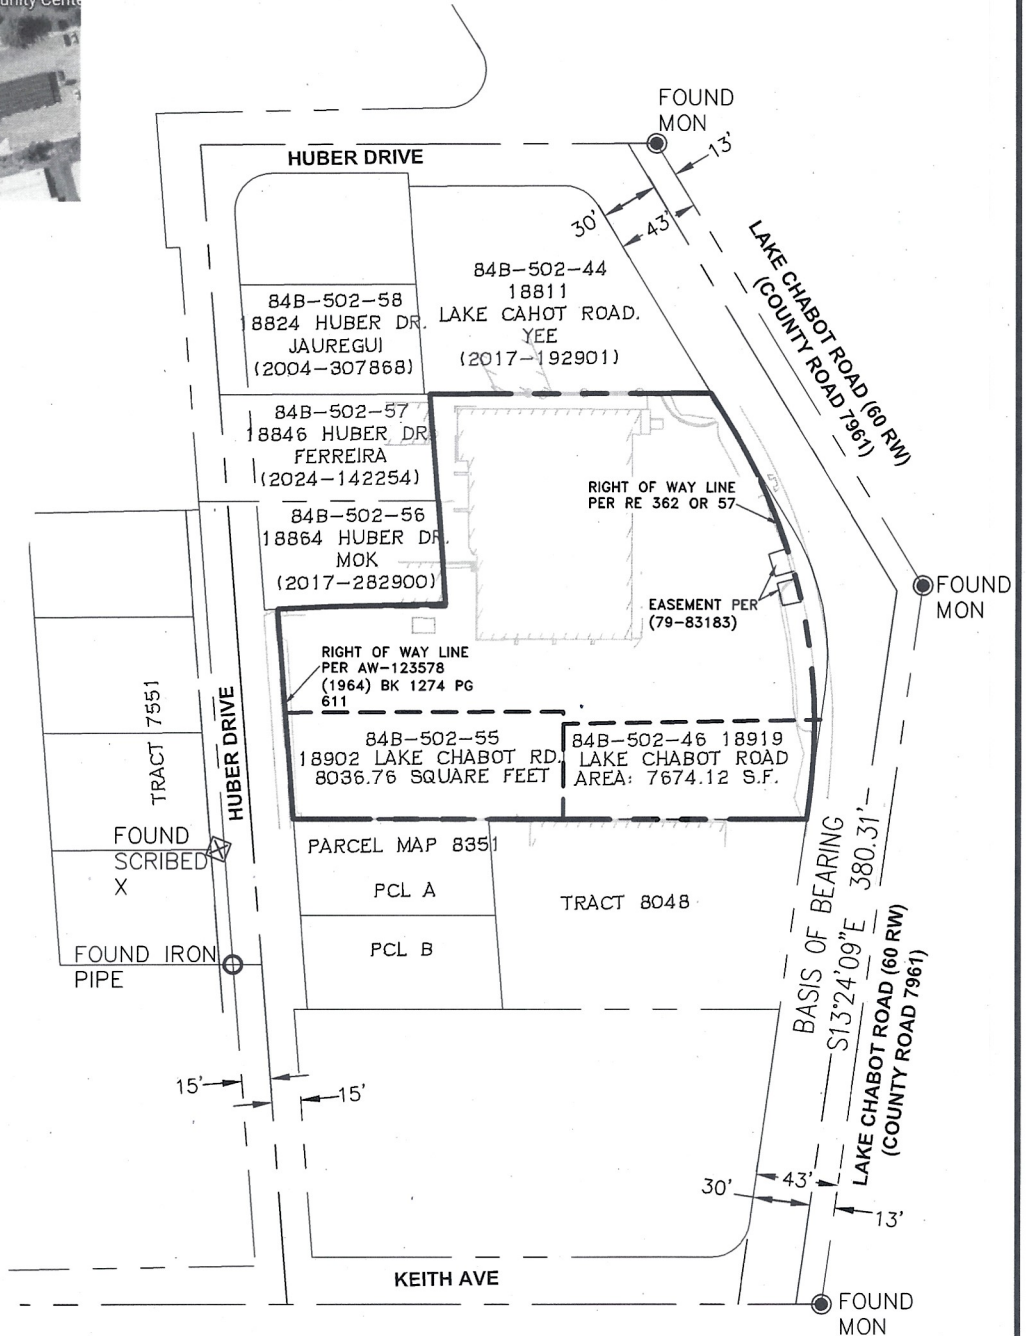 unity Cente
FOUND
MON
13'
HUBER DRIVE
30'
43'
LAKE CHABOT ROAD (60 RW)
(COUNTY ROAD 7961)
84B-502-44
18811
LAKE CAHOT ROAD.
YEE
(2017-192901)
84B-502-58
18824 HUBER DR.
JAUREGUI
(2004-307868)
84B-502-57
18846 HUBER DR.
FERREIRA
(2024-142254)
RIGHT OF WAY LINE
PER RE 362 OR 57
84B-502-56
18864 HUBER DR.
MOK
(2017-282900)
FOUND
MON
EASEMENT PER
(79-83183)
RIGHT OF WAY LINE
PER AW-123578
(1964) BK 1274 PG
611
TRACT 7551
HUBER DRIVE
84B-502-55
18902 LAKE CHABOT RD.
8036.76 SQUARE FEET
84B-502-46 18919
LAKE CHABOT ROAD
AREA: 7674.12 S.F.
FOUND
SCRIBED
X
PARCEL MAP 8351
PCL A
TRACT 8048
PCL B
FOUND IRON
PIPE
BASIS OF BEARING
S13°24'09"E 380.31'
LAKE CHABOT ROAD (60 RW)
(COUNTY ROAD 7961)
15'
15'
43'
30'
13'
KEITH AVE
FOUND
MON